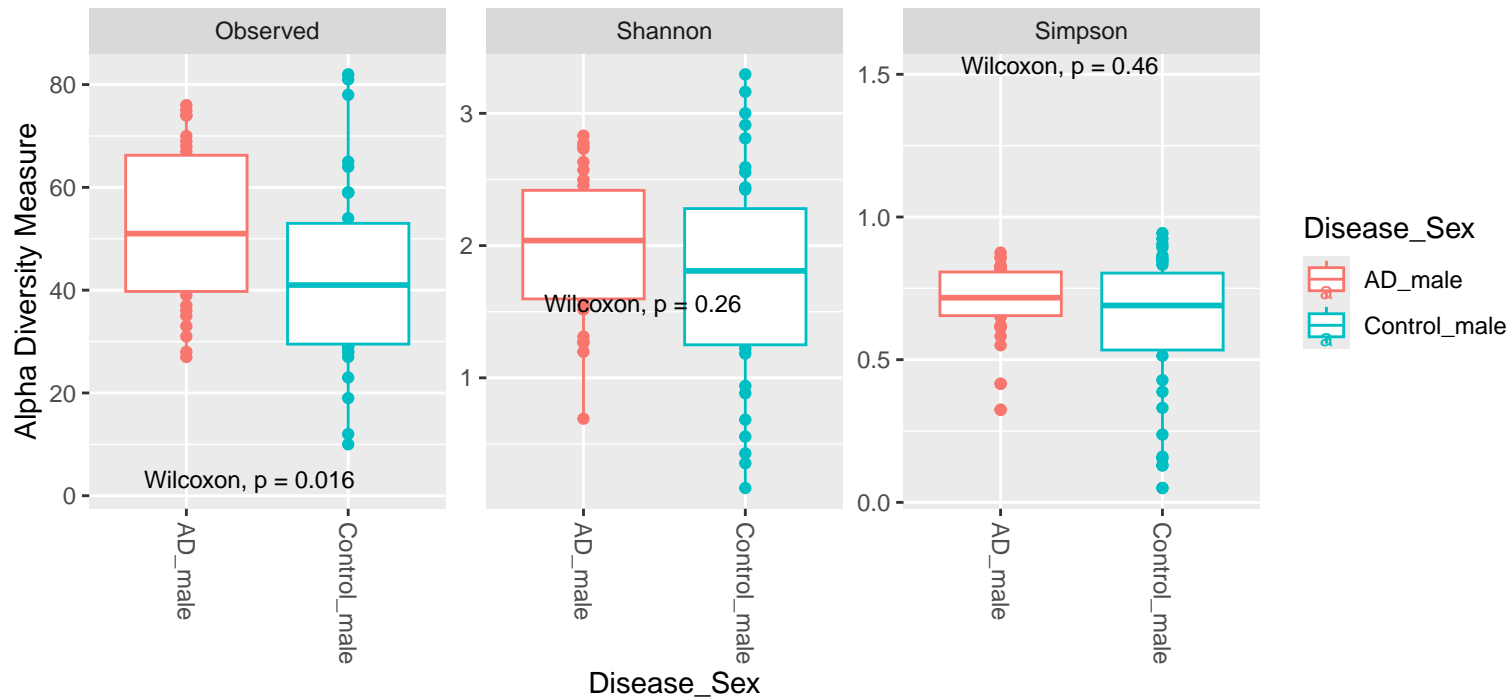 Observed
Shannon
Simpson
Alpha Diversity Measure
80
60
40
20
0
Wilcoxon, p = 0.016
AD_male
Control_male
3
2
1
Wilcoxon, p = 0.26
AD_male
Control_male
1.5
1.0
0.5
0.0
Wilcoxon, p = 0.46
AD_male
Control_male
Disease_Sex
Disease_Sex
a AD_male
a Control_male